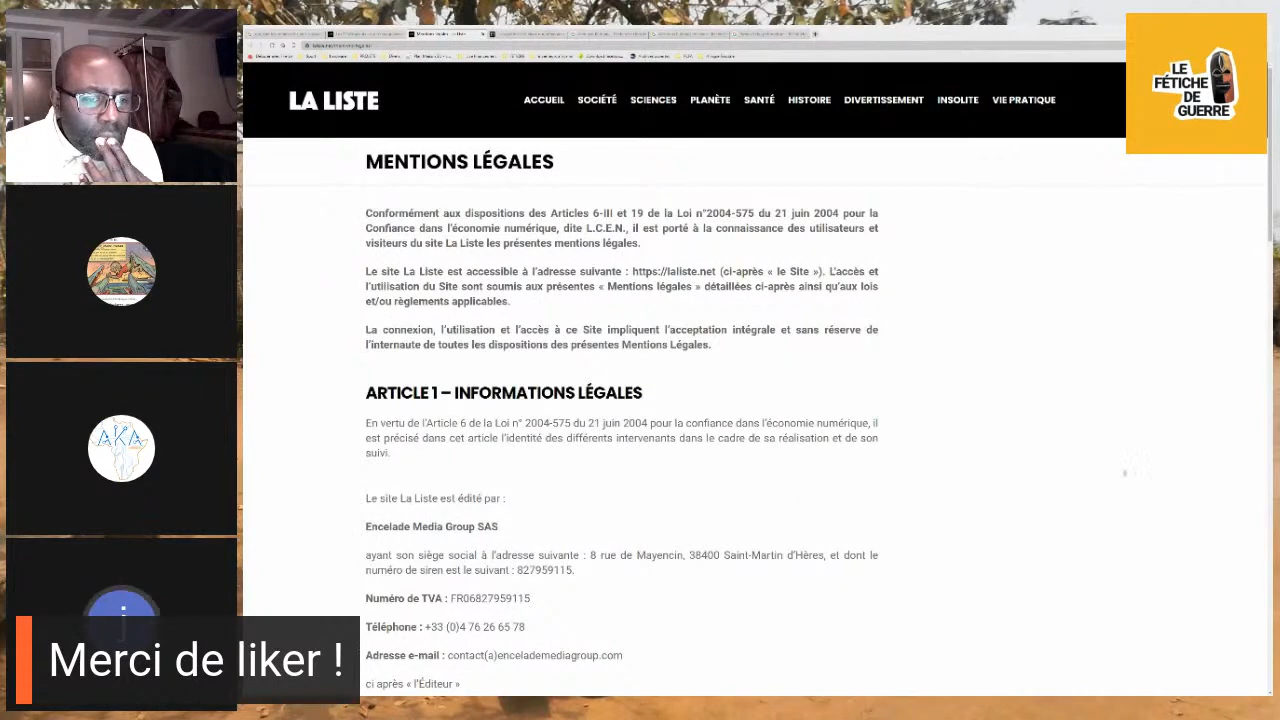 LA LISTE
ACCUEIL SOCIÉTÉ SCIENCES PLANÈTE SANTÉ HISTOIRE DIVERTISSEMENT INSOLITE VIE PRATIQUE
LE
FÉTICHE
DE
GUERRE
MENTIONS LÉGALES
Conformément aux dispositions des Articles 6-III et 19 de la Loi n°2004-575 du 21 juin 2004 pour la
Confiance dans l'économie numérique, dite L.C.E.N., il est porté à la connaissance des utilisateurs et
visiteurs du site La Liste les présentes mentions légales.
Le site La Liste est accessible à l'adresse suivante : https://laliste.net (ci-après « le Site »). L'accès et
l'utilisation du Site sont soumis aux présentes « Mentions légales » détaillées ci-après ainsi qu'aux lois
et/ou règlements applicables.
La connexion, l'utilisation et l'accès à ce Site impliquent l'acceptation intégrale et sans réserve de
l'internaute de toutes les dispositions des présentes Mentions Légales.
ARTICLE 1 – INFORMATIONS LÉGALES
En vertu de l'Article 6 de la Loi n° 2004-575 du 21 juin 2004 pour la confiance dans l'économie numérique, il
est précisé dans cet article l'identité des différents intervenants dans le cadre de sa réalisation et de son
suivi.
Le site La Liste est édité par :
Encelade Media Group SAS
ayant son siège social à l'adresse suivante : 8 rue de Mayencin, 38400 Saint-Martin d'Hères, et dont le
numéro de siren est le suivant : 827959115.
Numéro de TVA : FR06827959115
Téléphone : +33 (0)4 76 26 65 78
Adresse e-mail : contact(a)encelademediagroup.com
ci après « l'Éditeur »
AKA
j
Merci de liker !